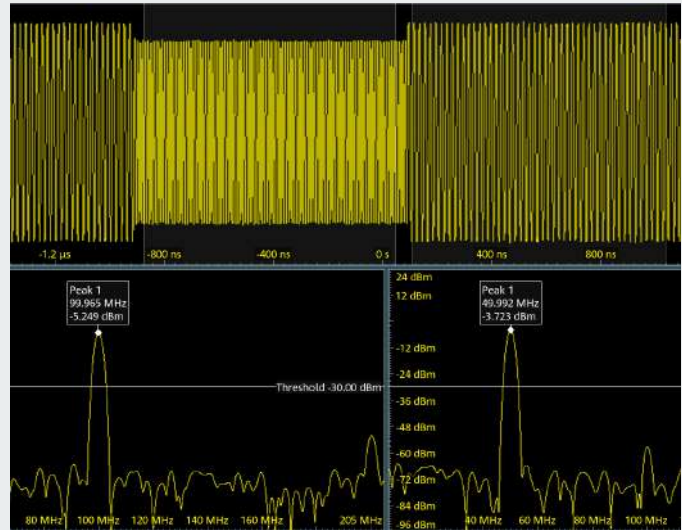 -1.2 µs -800 ns -400 ns 0 s 400 ns 800 ns
Peak 1
99.965 MHz
-5.249 dBm
24 dBm
12 dBm
Peak 1
49.992 MHz
-3.723 dBm
-12 dBm
Threshold -30.00 dBm
-36 dBm
-48 dBm
-60 dBm
-72 dBm
-84 dBm
-96 dBm
80 MHz 100 MHz 120 MHz 140 MHz 160 MHz 205 MHz
40 MHz 60 MHz 80 MHz 100 MHz